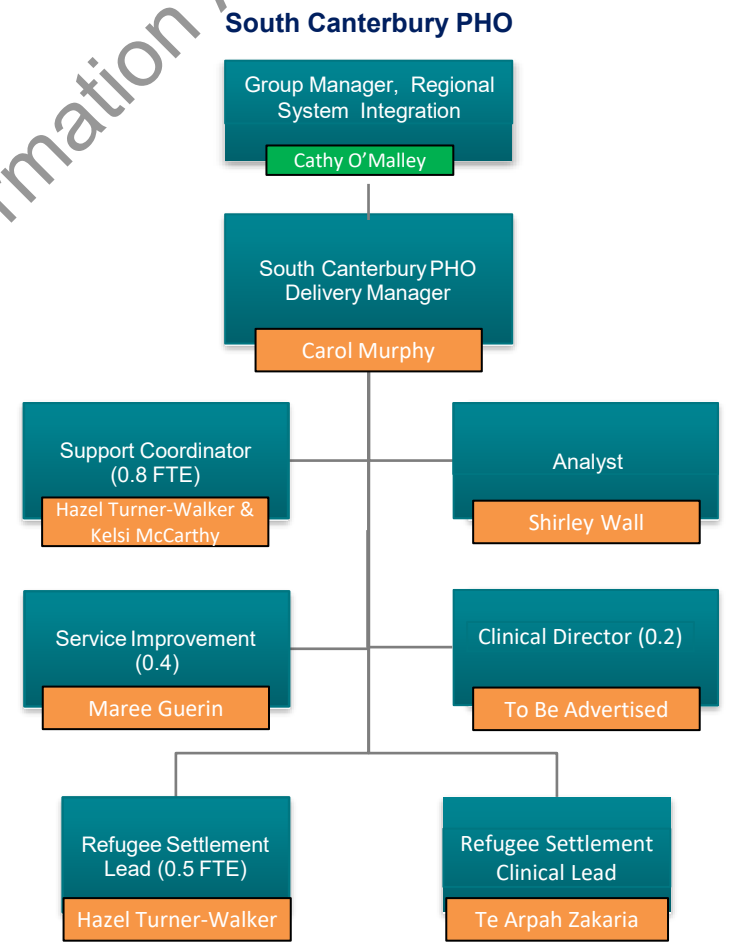 South Canterbury PHO
Group Manager, Regional
System Integration
Cathy O'Malley
South Canterbury PHO
Delivery Manager
Carol Murphy
Support Coordinator
(0.8 FTE)
Hazel Turner-Walker &
Kelsi McCarthy
Analyst
Shirley Wall
Service Improvement
(0.4)
Maree Guerin
Clinical Director (0.2)
To Be Advertised
Refugee Settlement
Lead (0.5 FTE)
Hazel Turner-Walker
Refugee Settlement
Clinical Lead
Te Arpah Zakaria